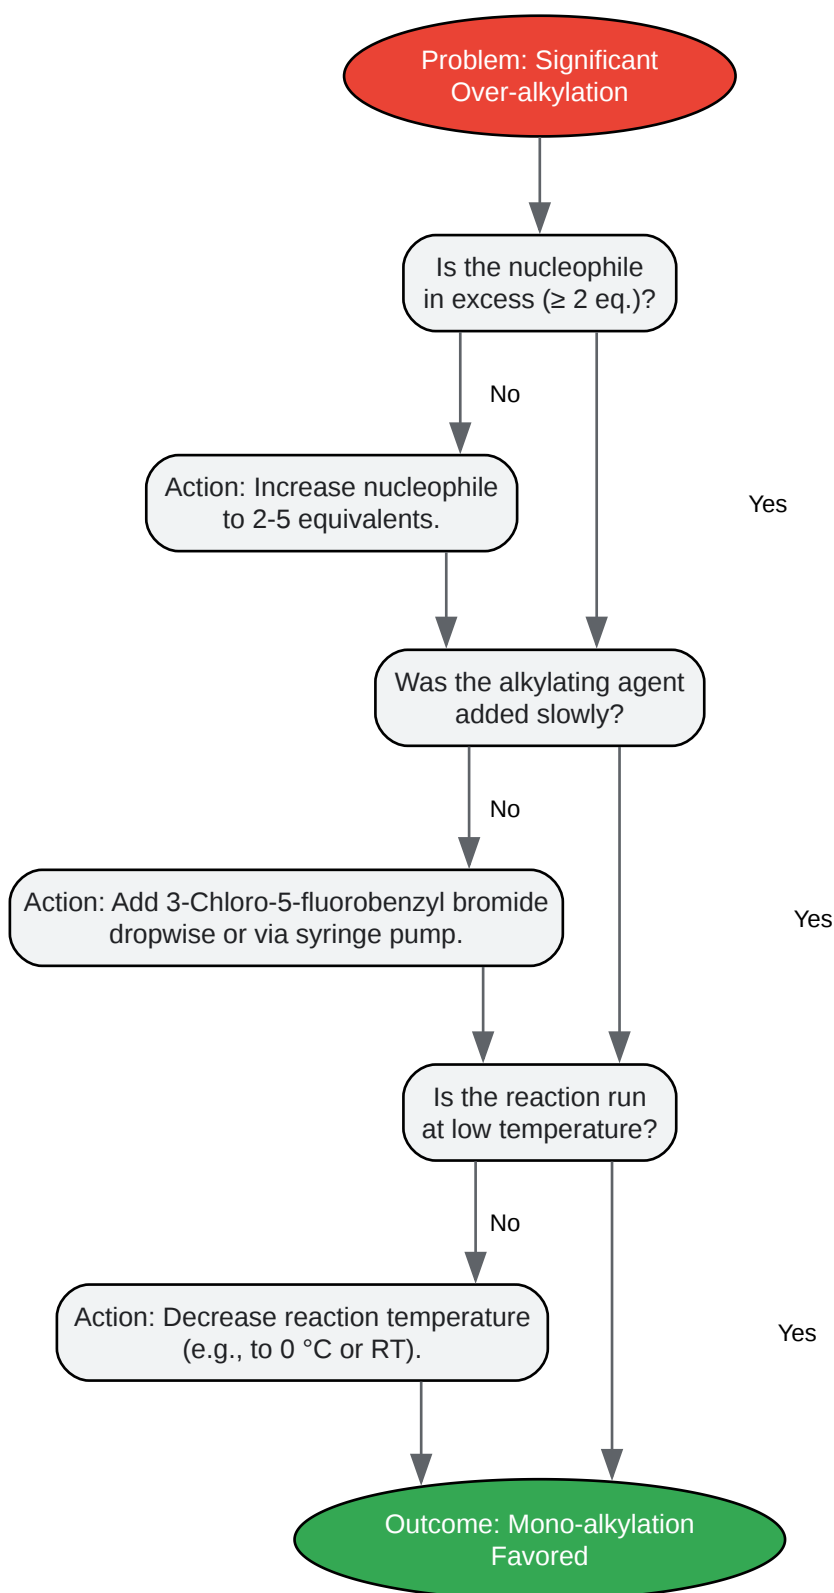 Problem: Significant
Over-alkylation
Is the nucleophile
in excess (≥ 2 eq.)?
No
Action: Increase nucleophile
to 2-5 equivalents.
Yes
Was the alkylating agent
added slowly?
No
Action: Add 3-Chloro-5-fluorobenzyl bromide
dropwise or via syringe pump.
Yes
Is the reaction run
at low temperature?
No
Action: Decrease reaction temperature
(e.g., to 0 °C or RT).
Yes
Outcome: Mono-alkylation
Favored